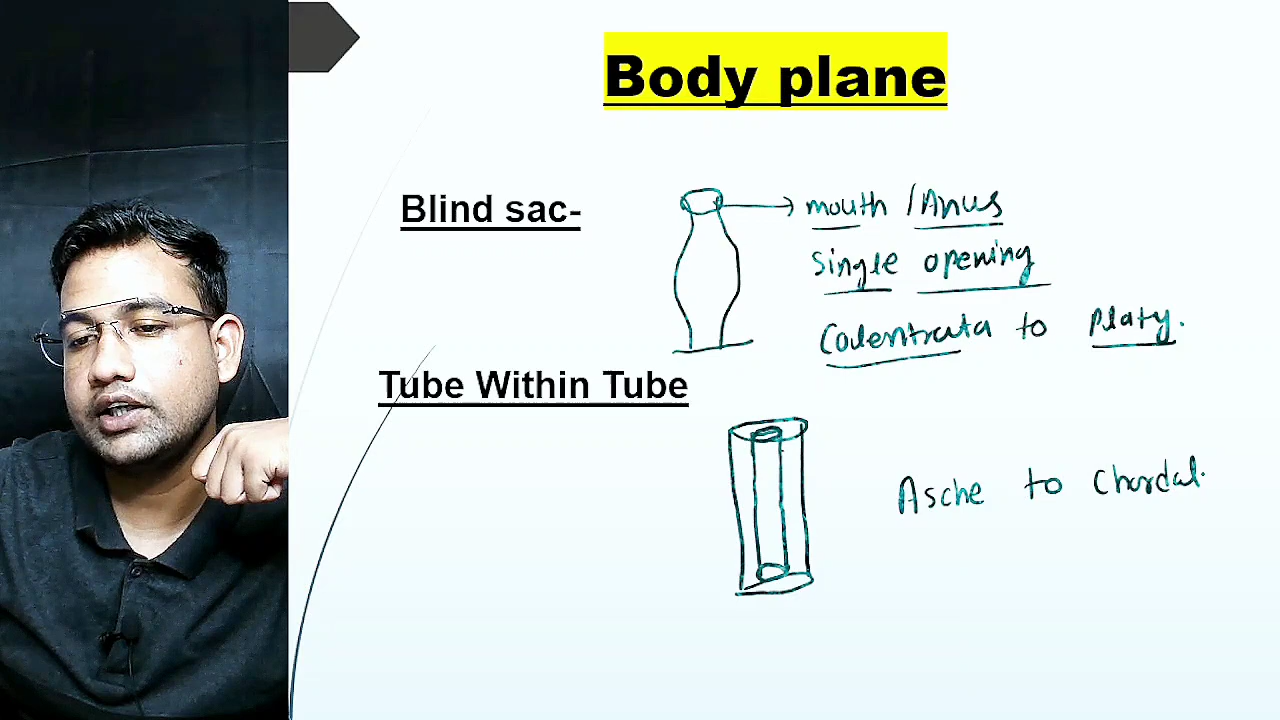 Body plane
Blind sac-
mouth / Anus
single opening
Coelentrata to Platy.
Tube Within Tube
Asche to Chordal.